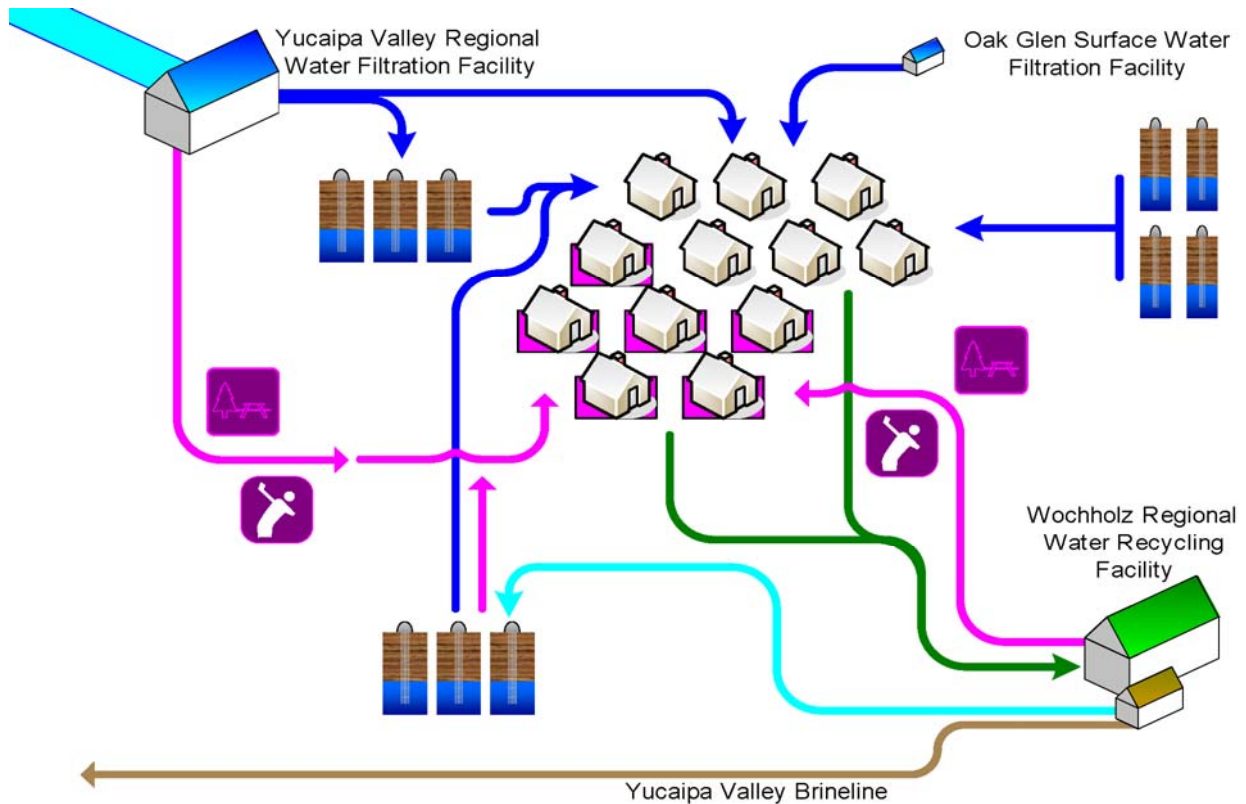 Yucaipa Valley Regional
Water Filtration Facility
Oak Glen Surface Water
Filtration Facility
Wochholz Regional
Water Recycling
Facility
Yucaipa Valley Brineline